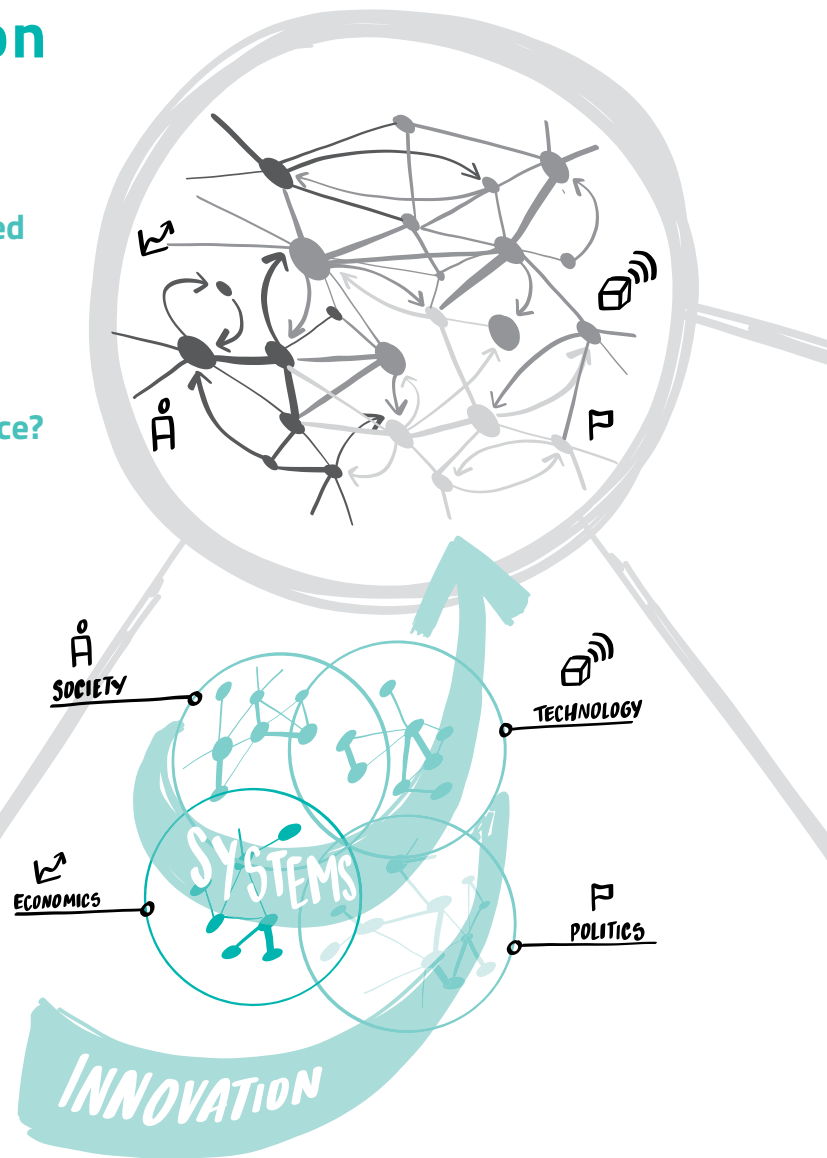 on
ed
ce?
SOCIETY
TECHNOLOGY
SYSTEMS
ECONOMICS
POLITICS
INNOVATION